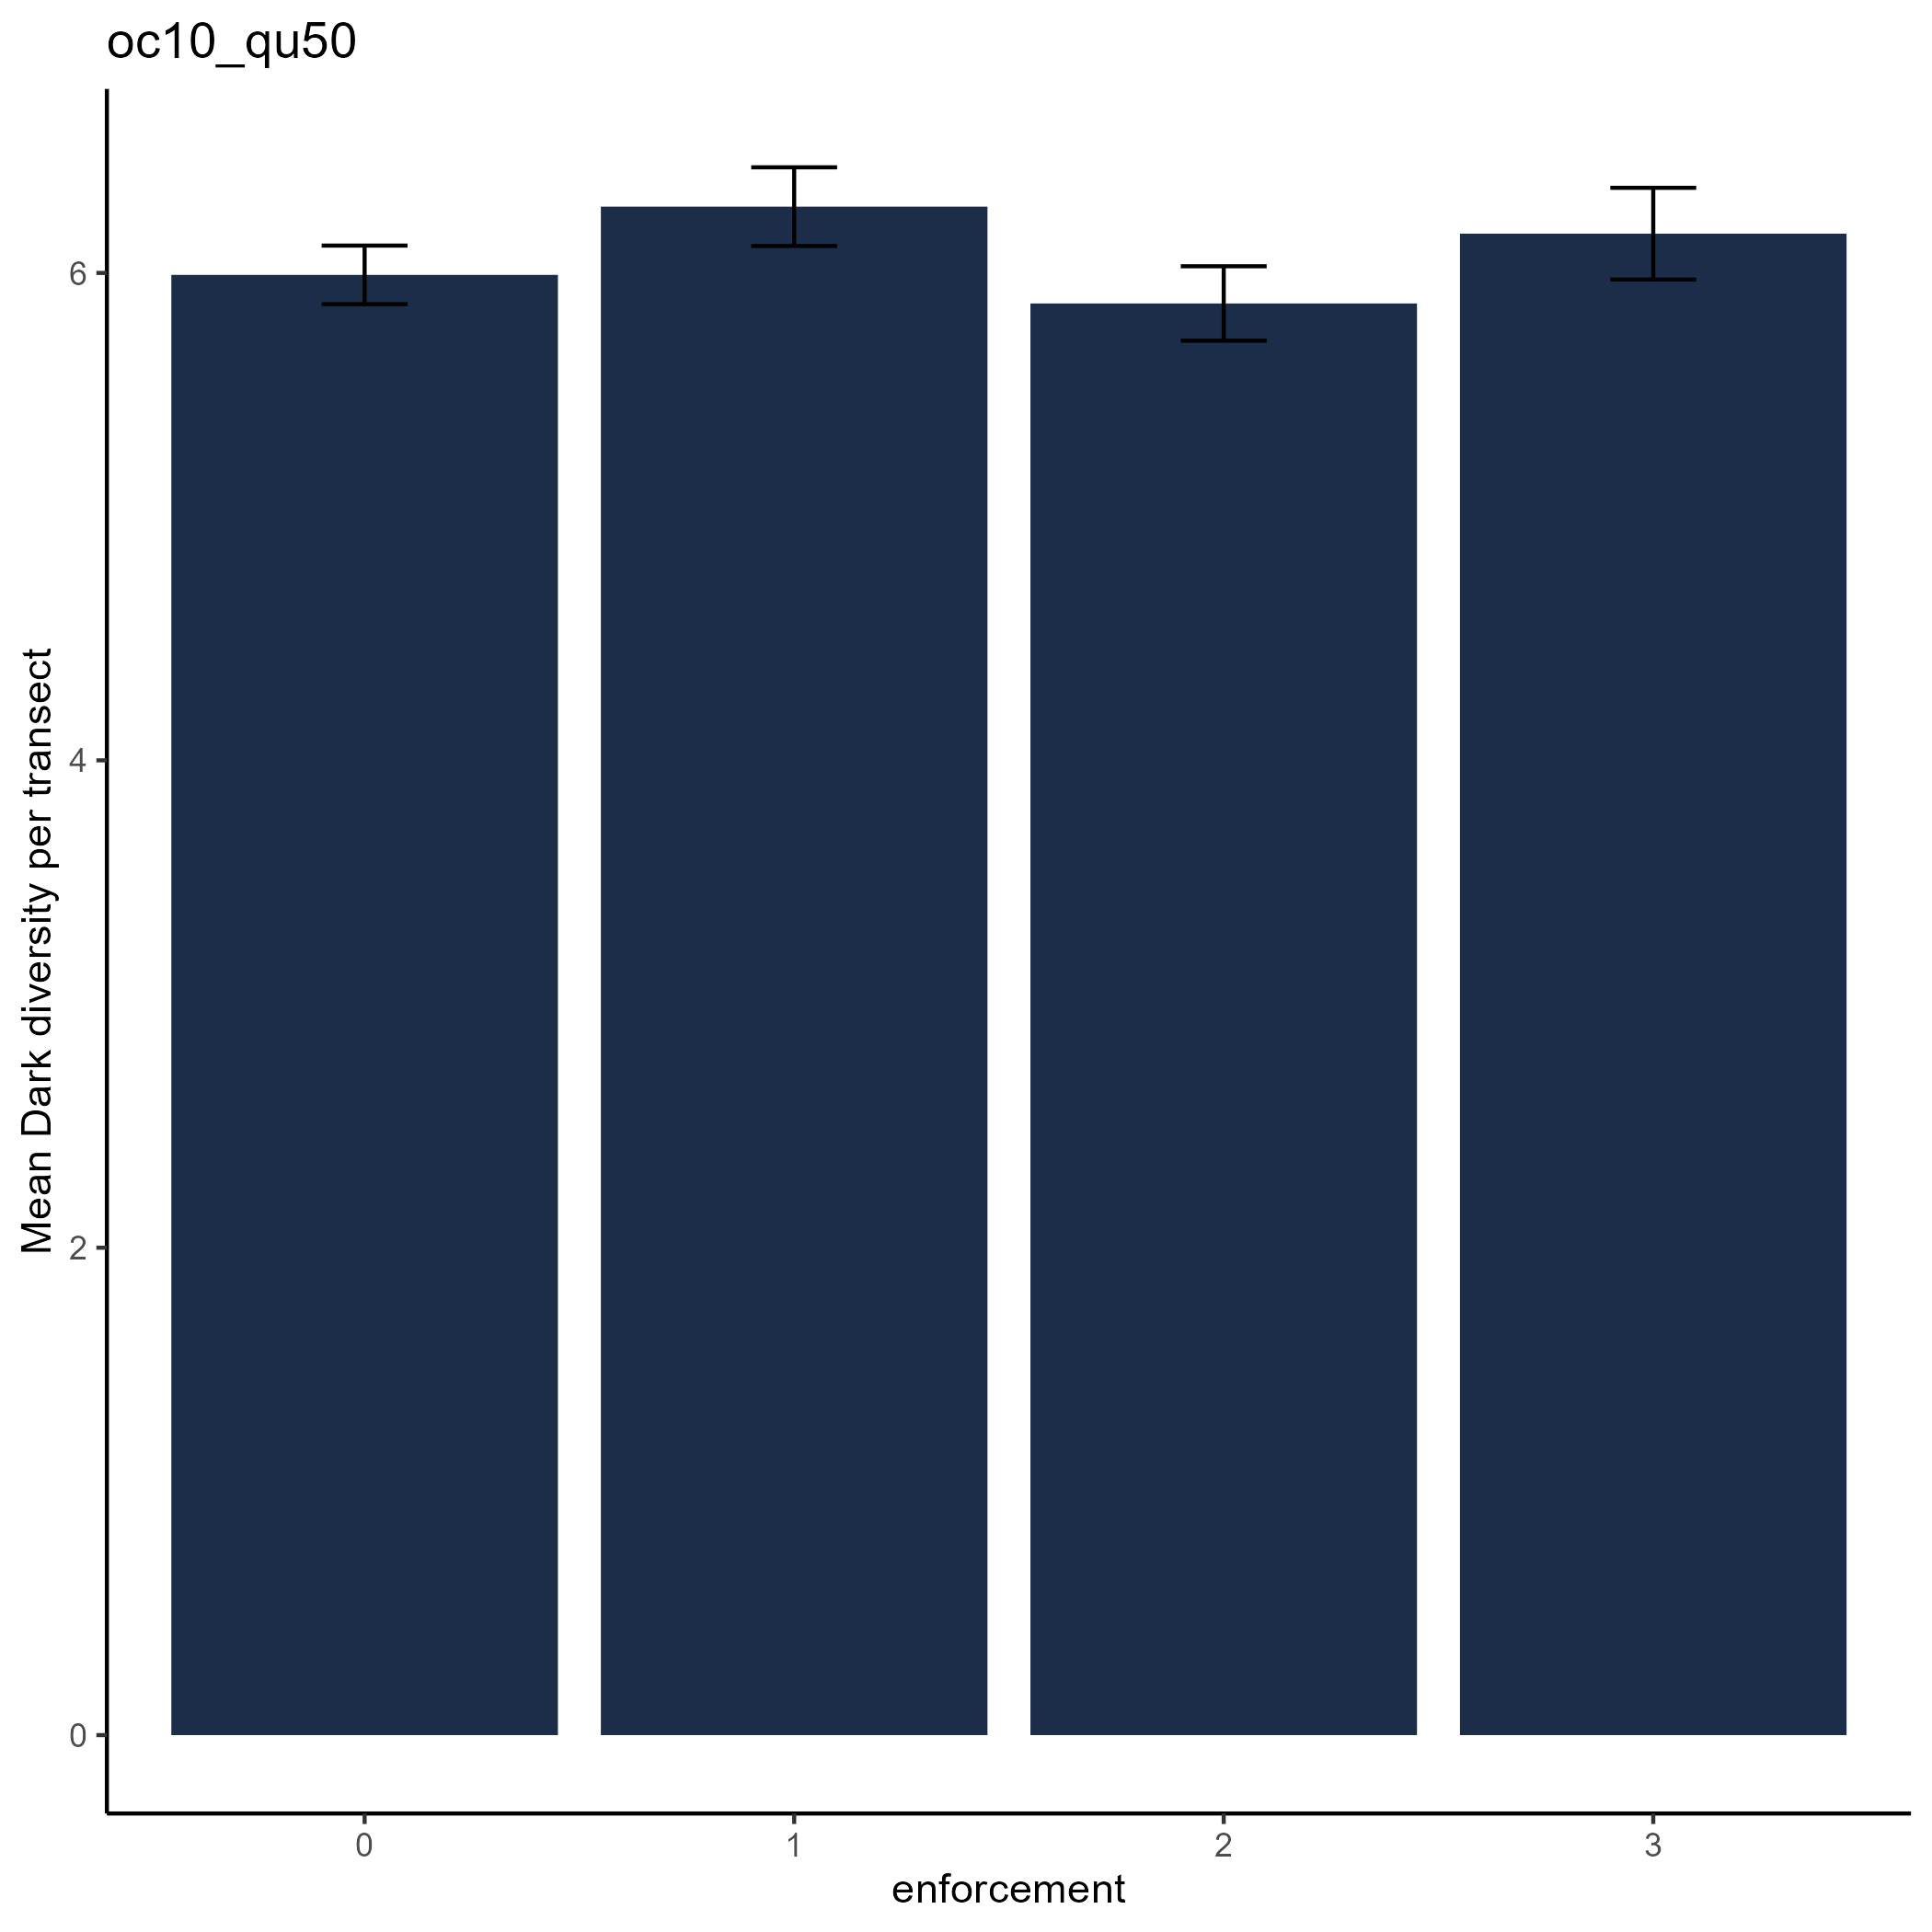 oc10_qu50
Mean Dark diversity per transect
6
4
2
0
0 1 2 3
enforcement